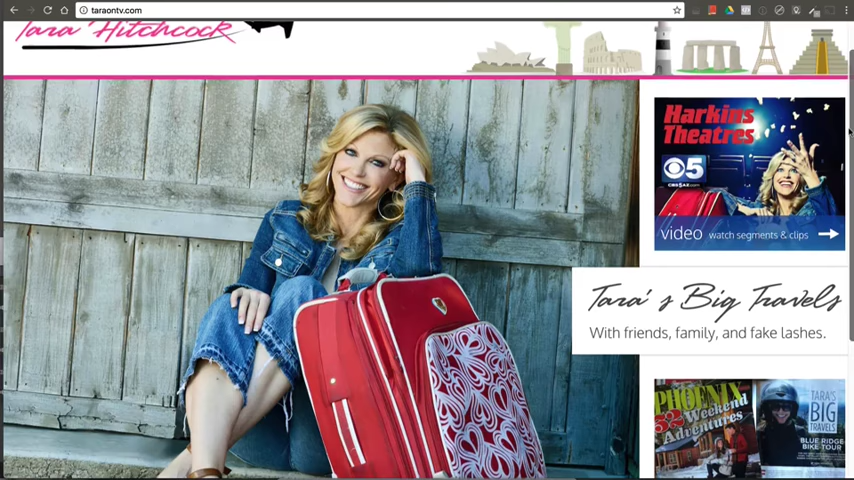 taraontv.com
Tara Hitchcock
Harkins
Theatres
5
video watch segments & clips
Tara's Big Travels
With friends, family, and fake lashes.
PHOENIX
52 Weekend
Adventures
TARA'S
BIG
TRAVELS
BLUE RIDGE
BIKE TOUR